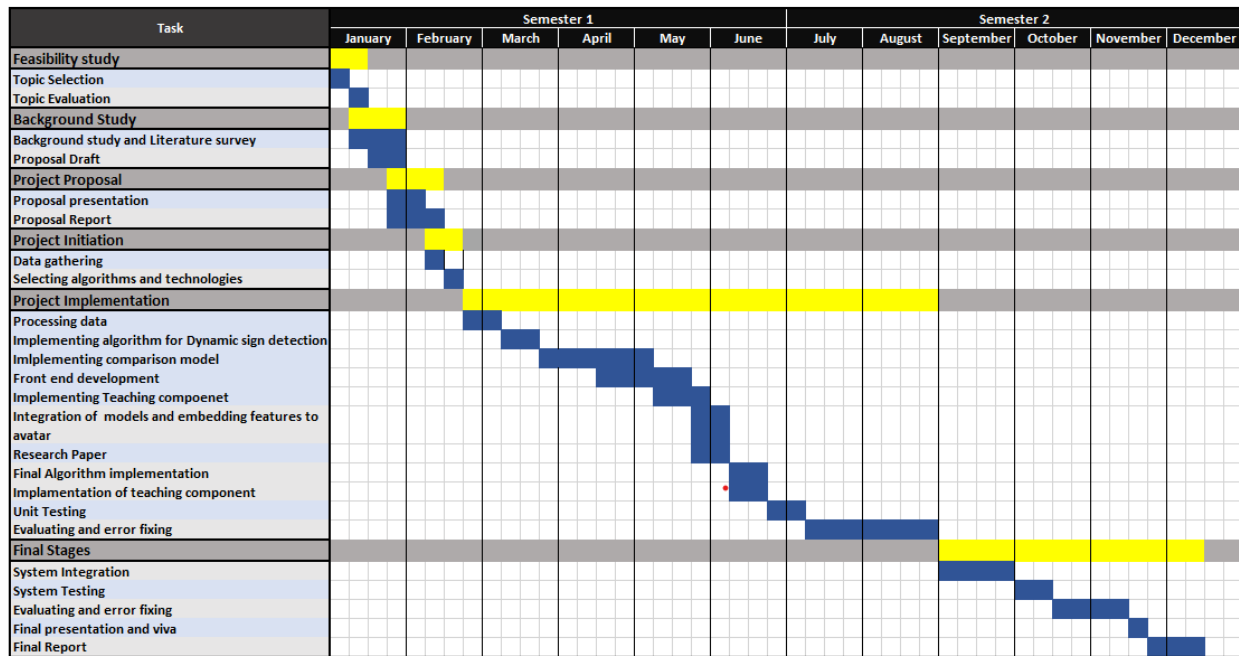 Task
Semester 1
Semester 2
January February March April May June July August September October November December
Feasibility study
Topic Selection
Topic Evaluation
Background Study
Background study and Literature survey
Proposal Draft
Project Proposal
Proposal presentation
Proposal Report
Project Initiation
Data gathering
Selecting algorithms and technologies
Project Implementation
Processing data
Implementing algorithm for Dynamic sign detection
Imlplementing comparison model
Front end development
Implementing Teaching compoenet
Integration of models and embedding features to
avatar
Research Paper
Final Algorithm implementation
Implamentation of teaching component
Unit Testing
Evaluating and error fixing
Final Stages
System Integration
System Testing
Evaluating and error fixing
Final presentation and viva
Final Report